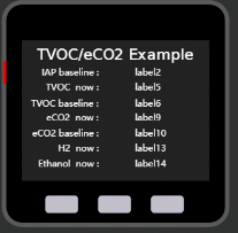 TVOC/eCO2 Example
IAP baseline : label2
TVOC now : label5
TVOC baseline : label6
eCO2 now : label9
eCO2 baseline : label10
H2 now : label13
Ethanol now : label14